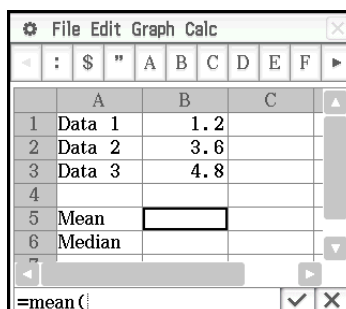 File Edit Graph Calc
: $ " A B C D E F
A B C
1 Data 1 1.2
2 Data 2 3.6
3 Data 3 4.8
4
5 Mean
6 Median
=mean(